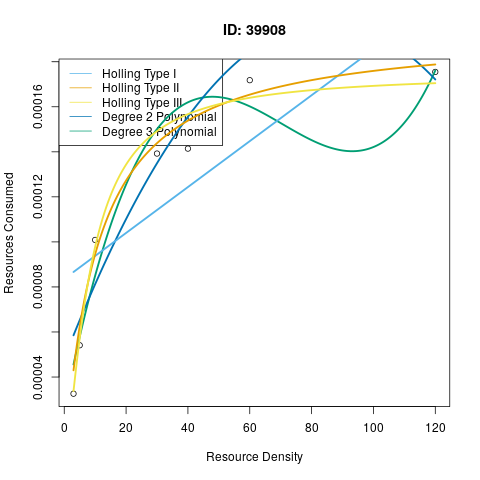 ID: 39908
Holling Type I
Holling Type II
Holling Type III
Degree 2 Polynomial
Degree 3 Polynomial
Resources Consumed
0.00004
0.00008
0.00012
0.00016
0 20 40 60 80 100 120
Resource Density